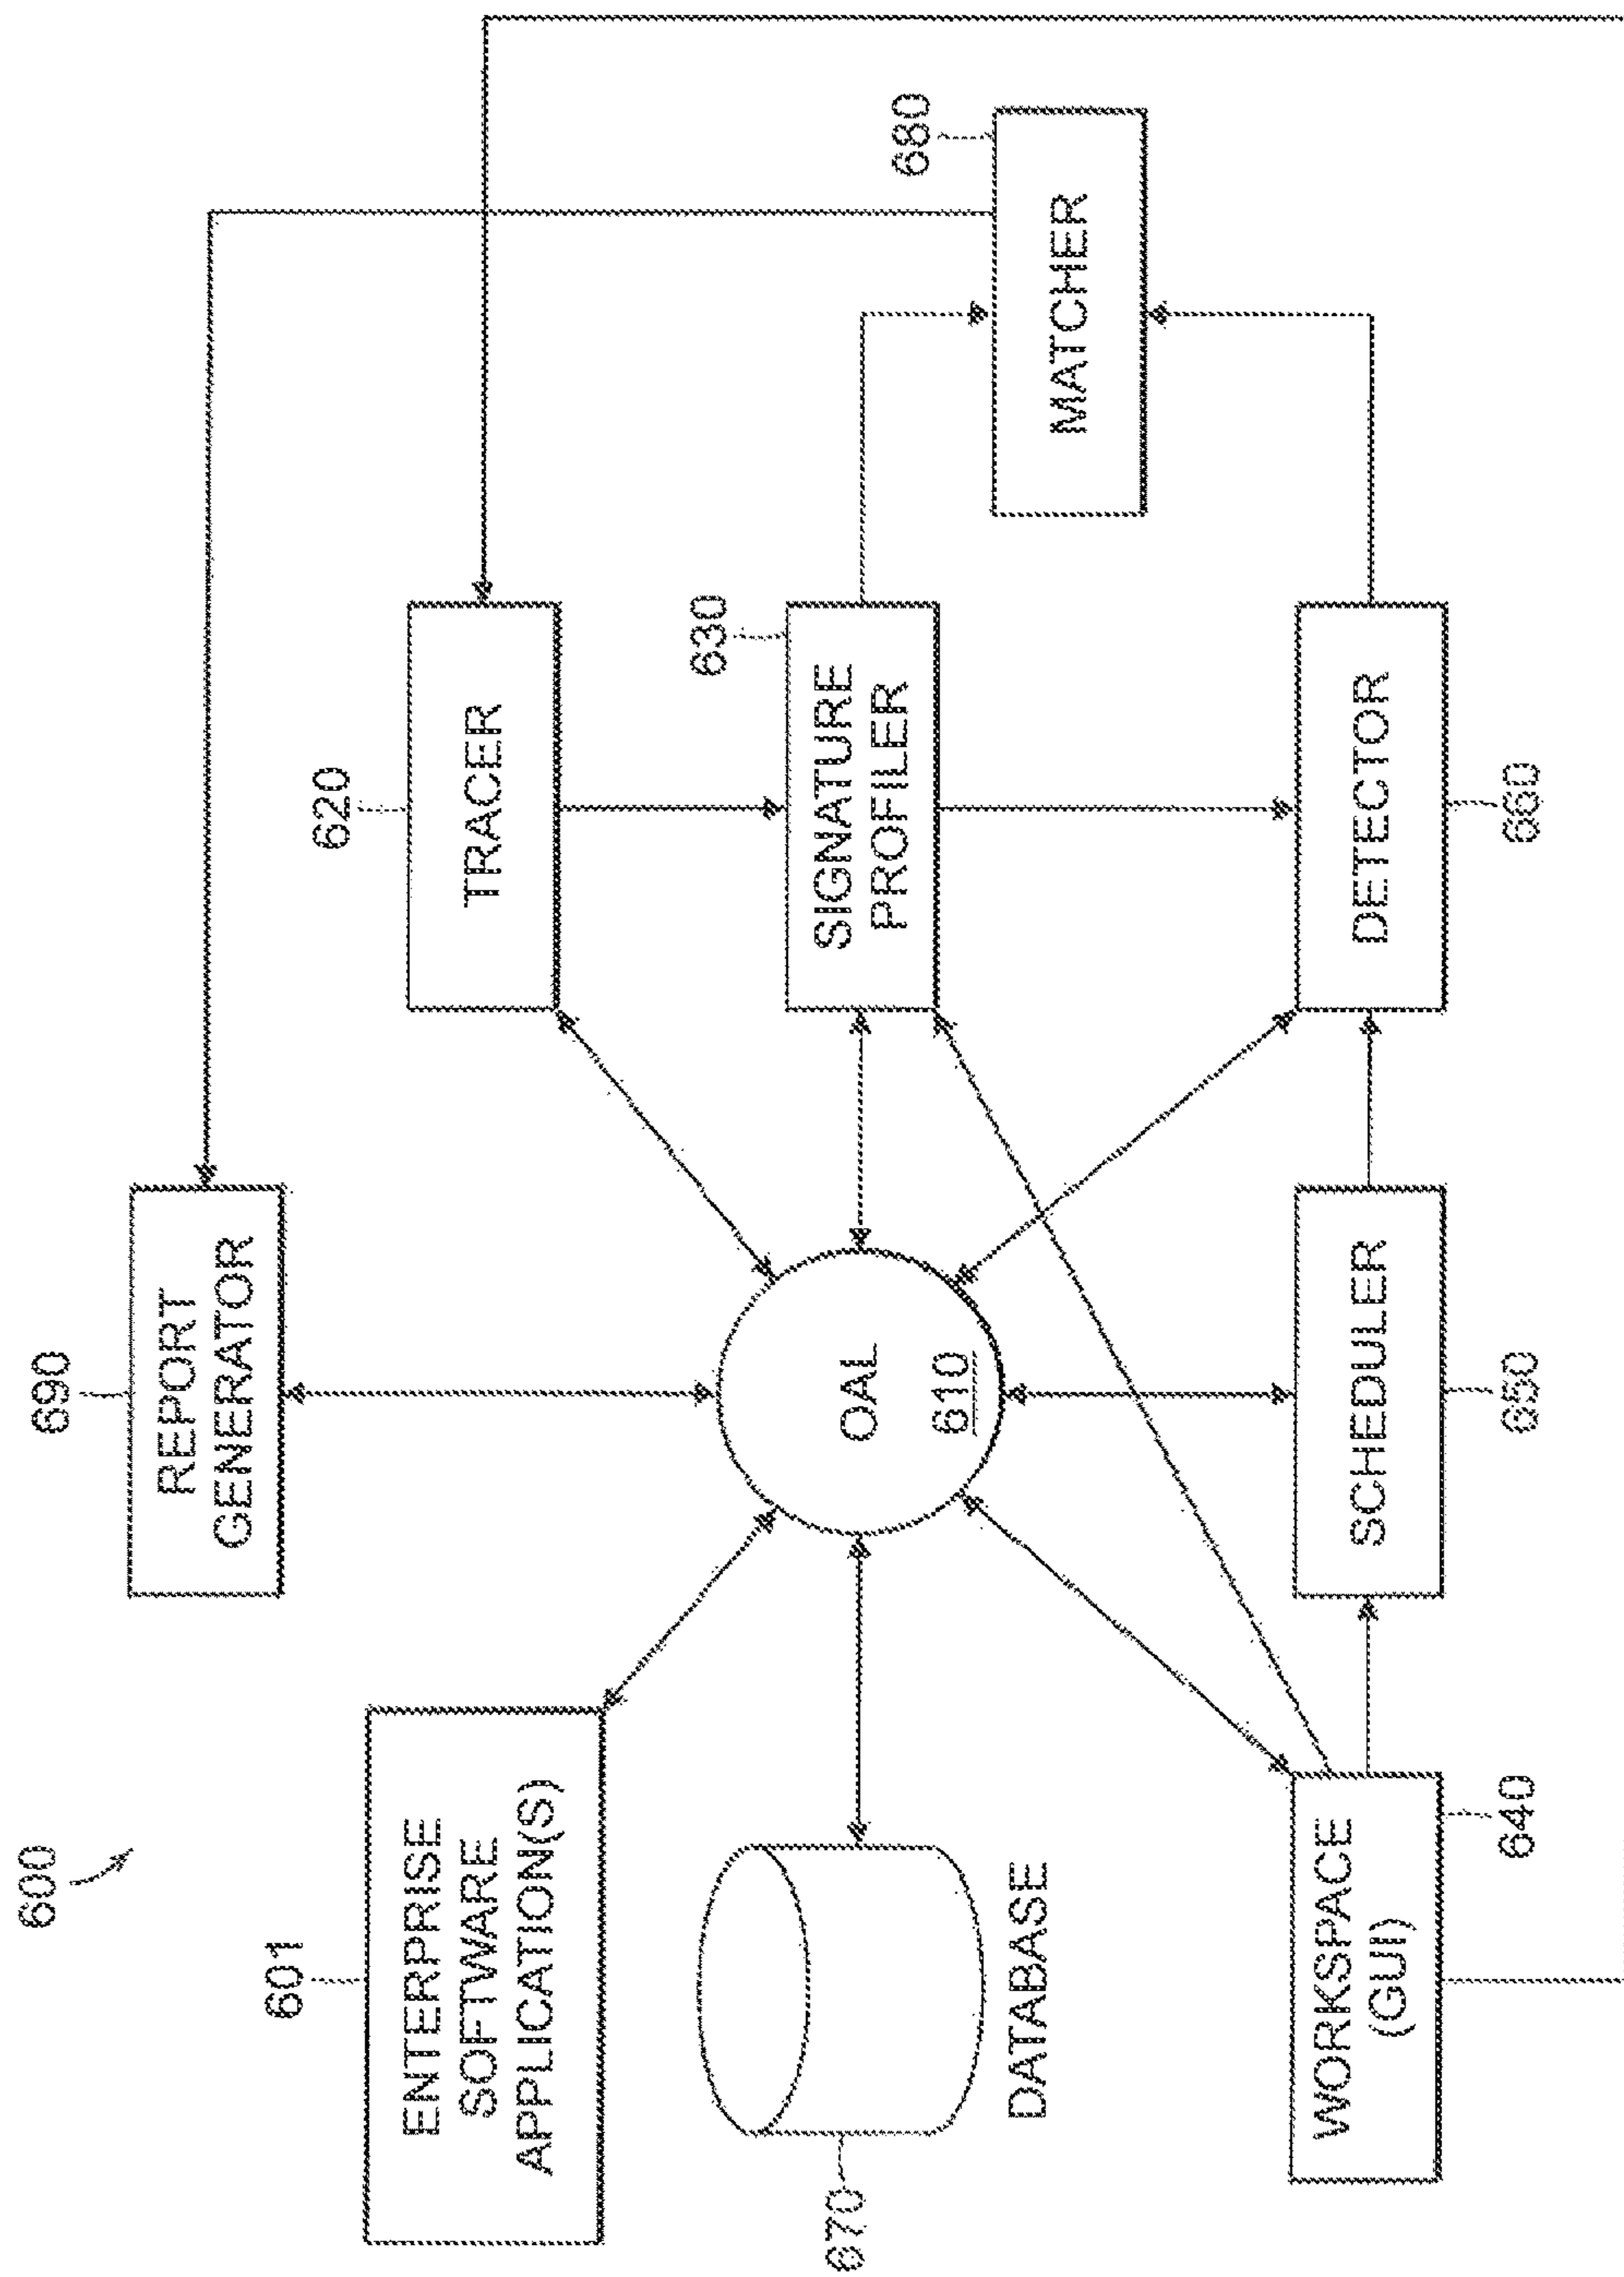 600
690
REPORT
GENERATOR
601
620
ENTERPRISE
SOFTWARE
APPLICATION(S)
TRACER
630
680
670
DATABASE
OAL
610
SIGNATURE
PROFILER
MATCHER
WORKSPACE
(GUI)
640
SCHEDULER
650
DETECTOR
660